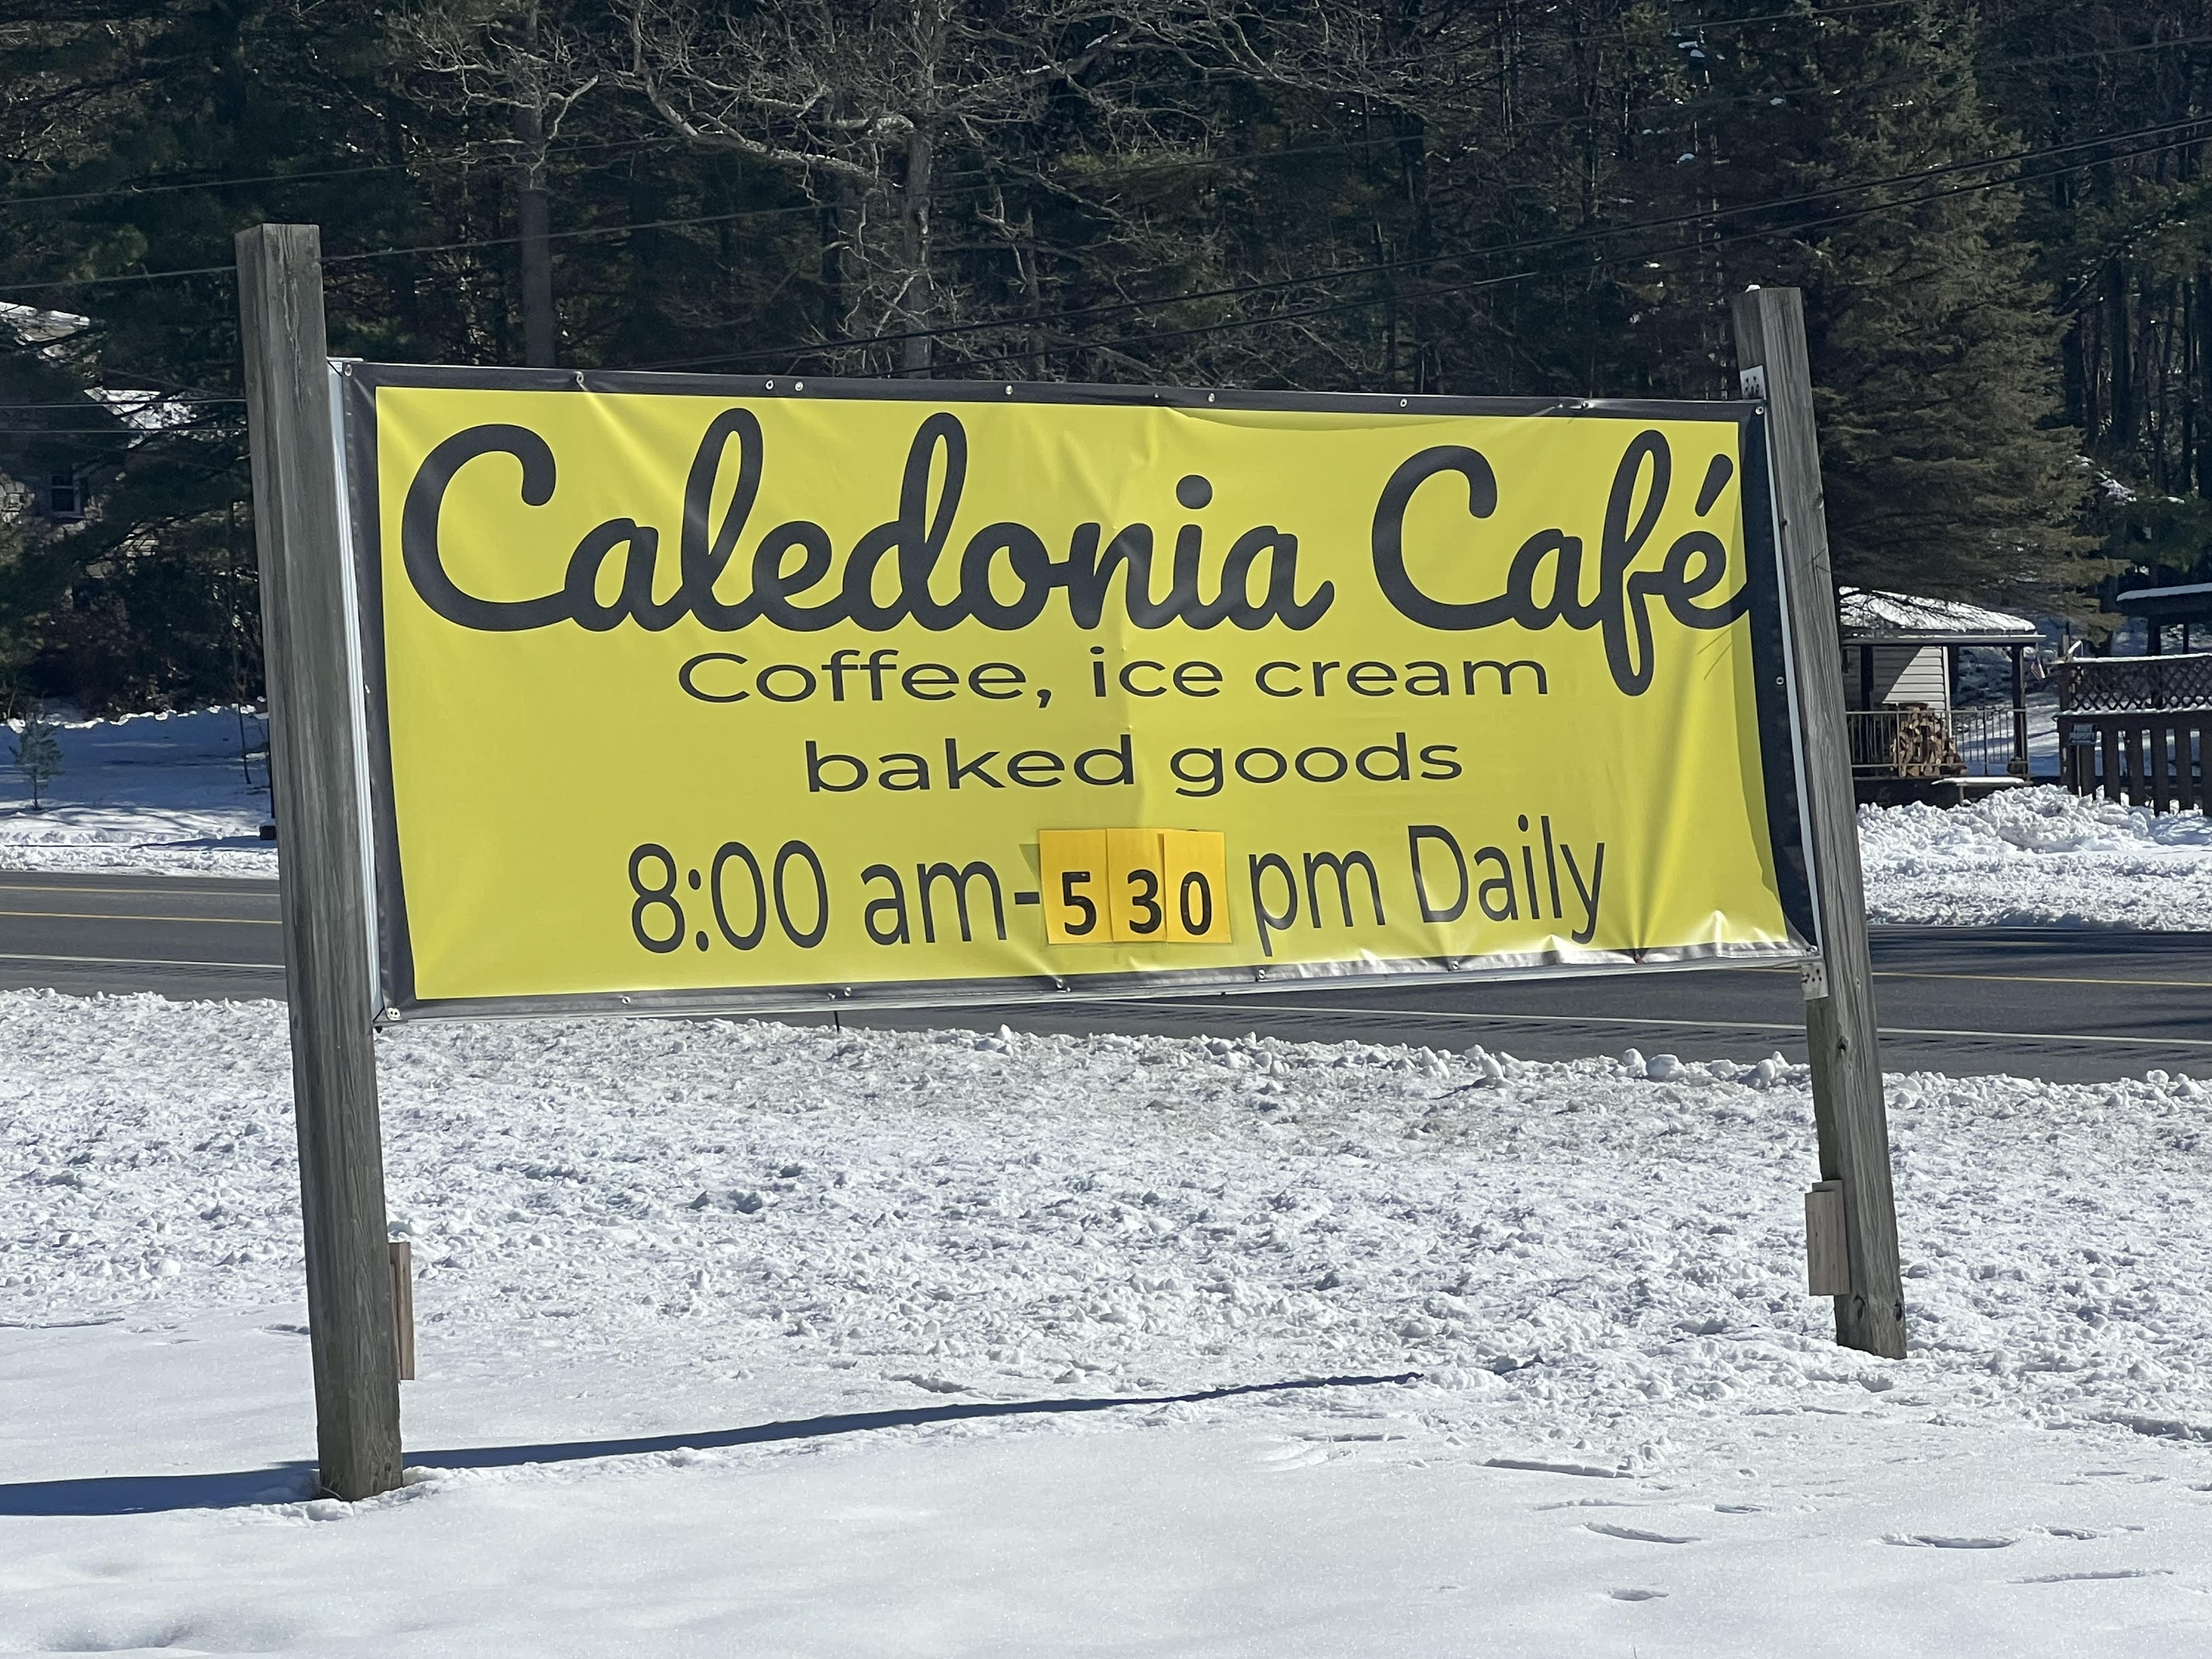 Caledonia Café
Coffee, ice cream
baked goods
8:00 am-5 30 pm Daily